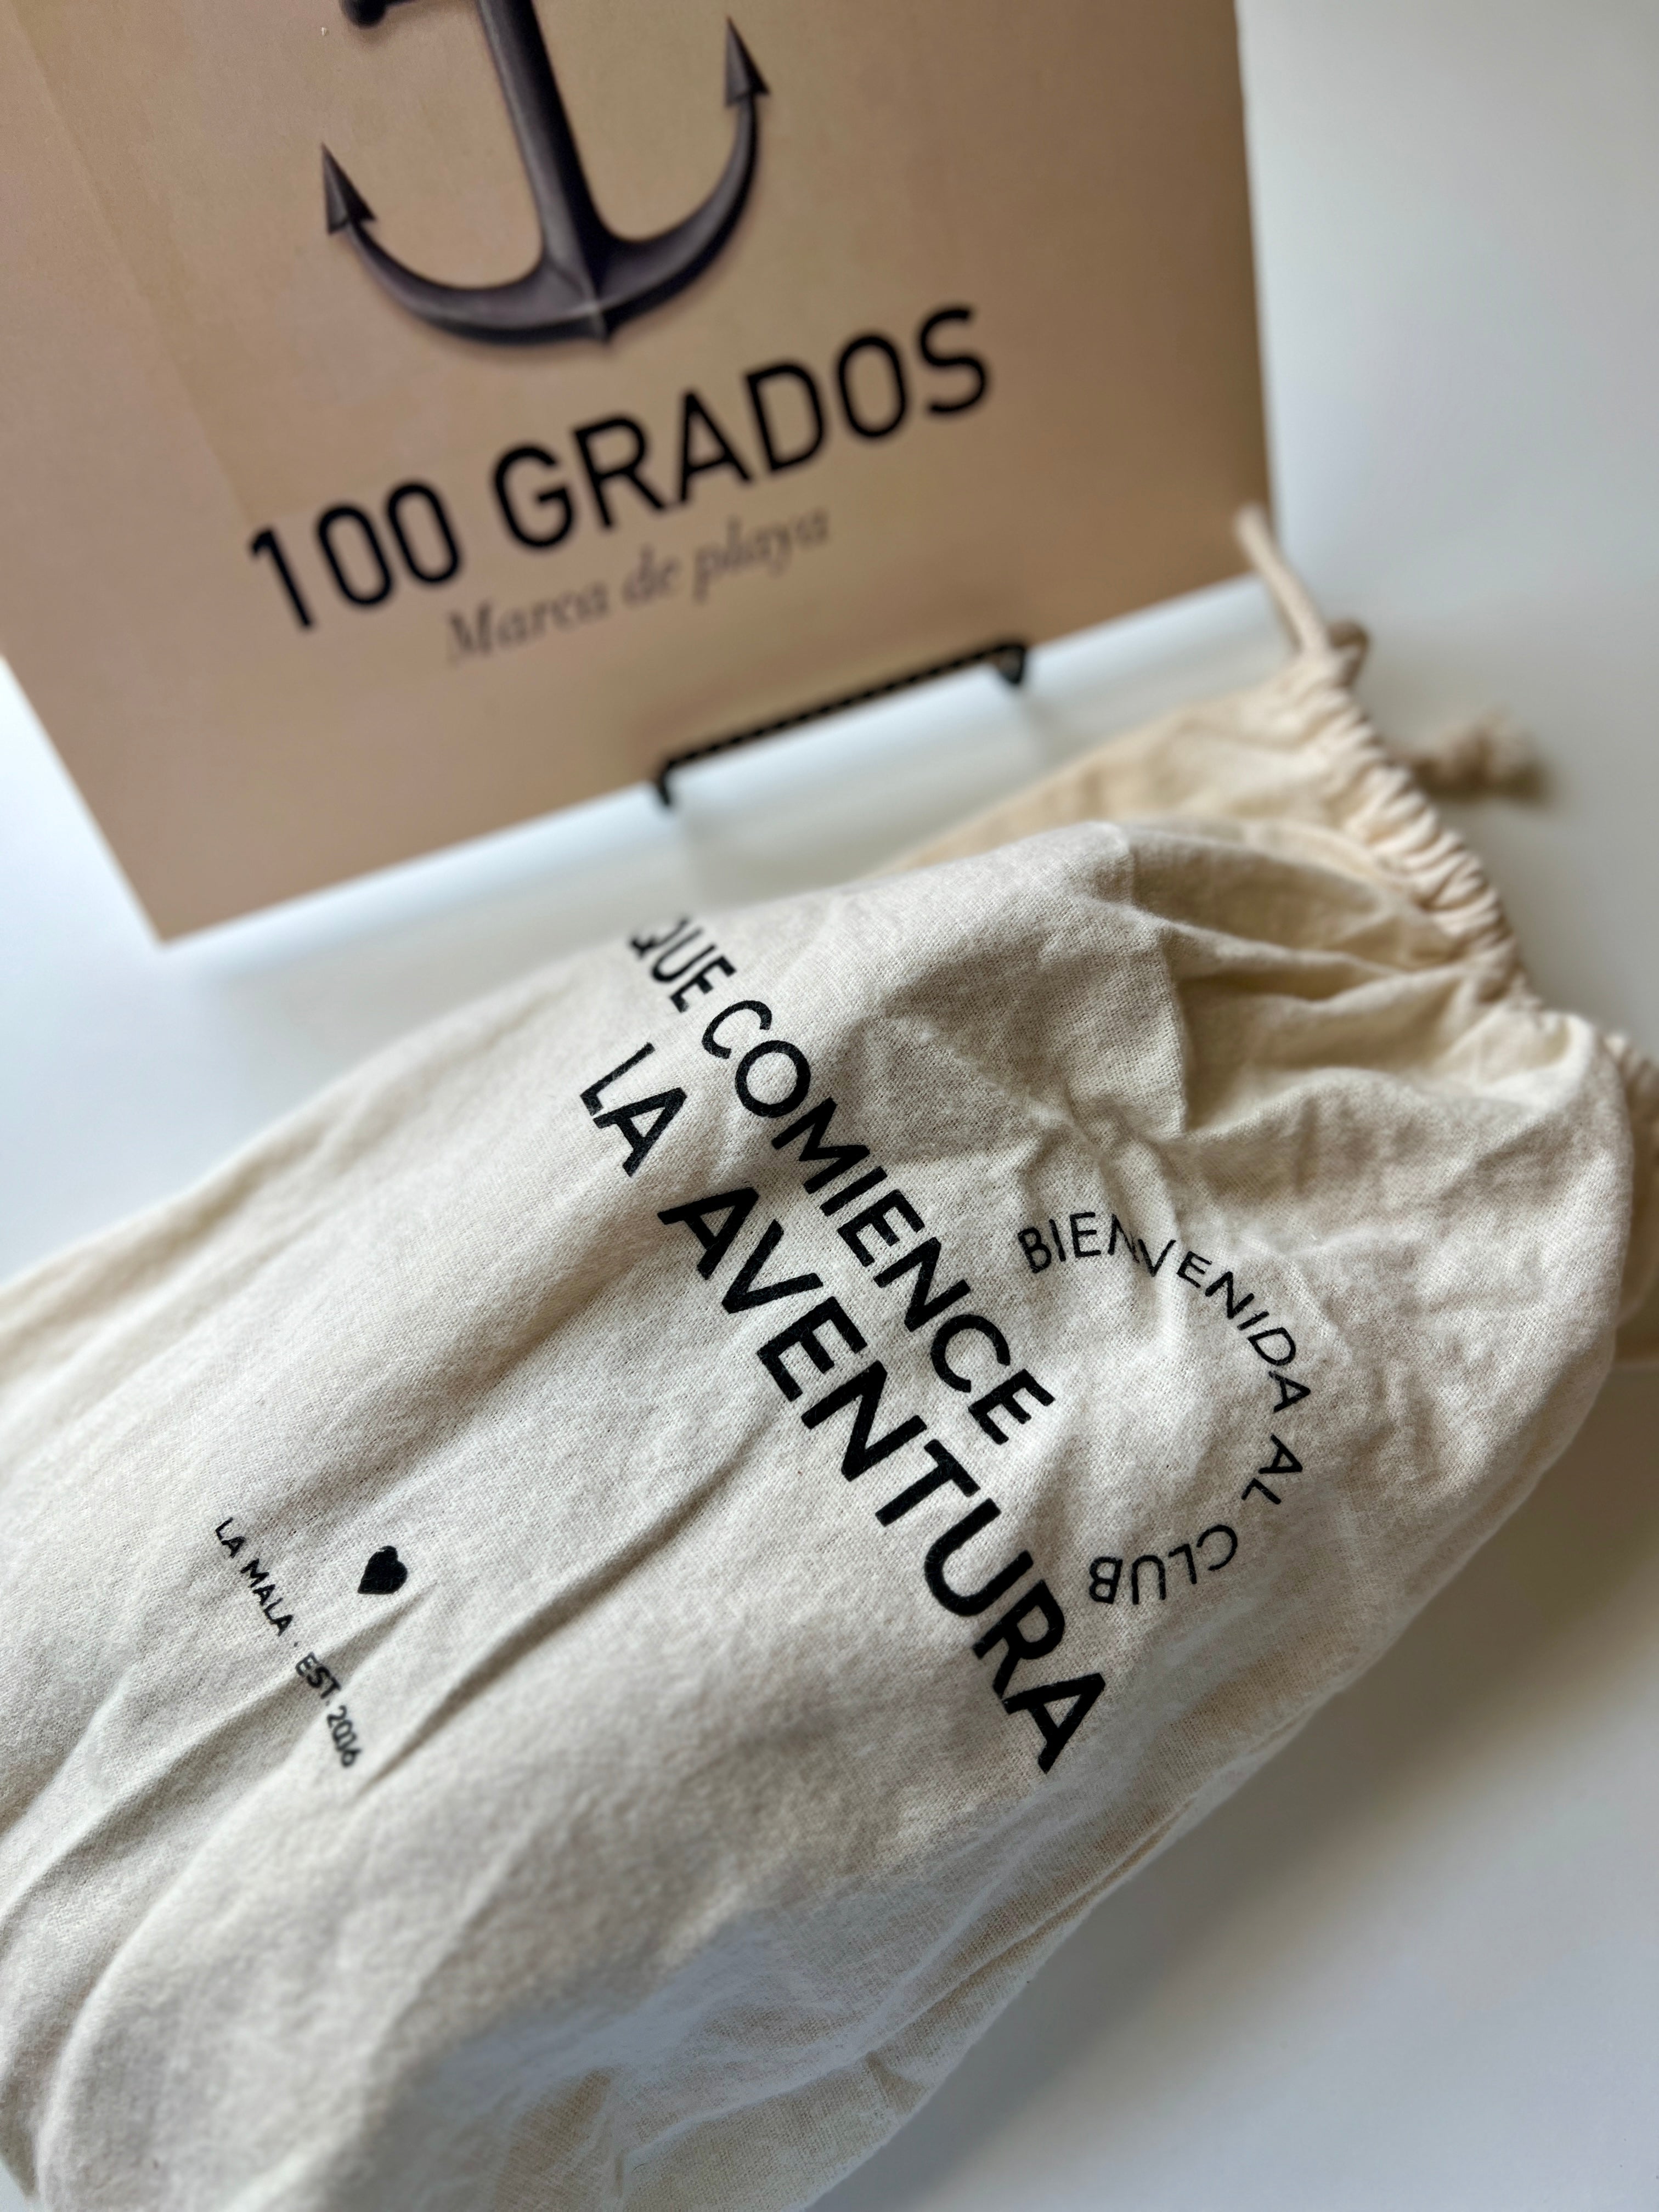 100 GRADOS
Marca de playa
BIENVENIDA AL CLUB
QUE COMIENCE
LA AVENTURA
LA MALA · EST. 2016